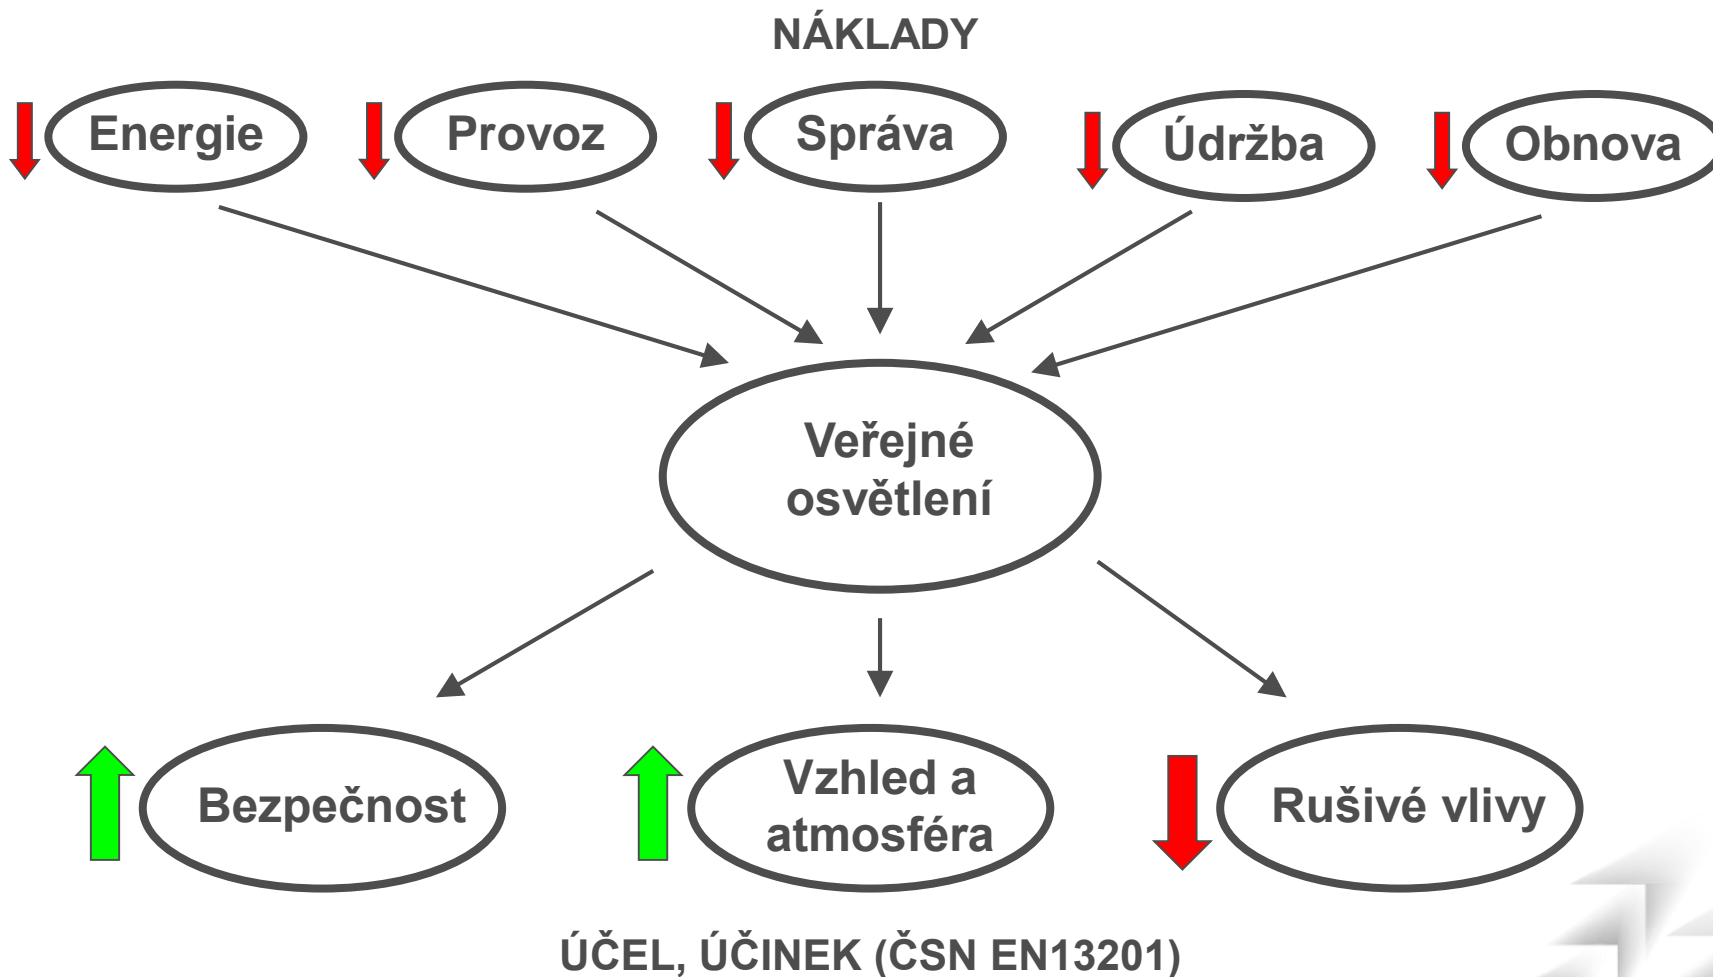 NÁKLADY
Energie
Provoz
Správa
Údržba
Obnova
Veřejné
osvětlení
Bezpečnost
Vzhled a
atmosféra
Rušivé vlivy
ÚČEL, ÚČINEK (ČSN EN13201)